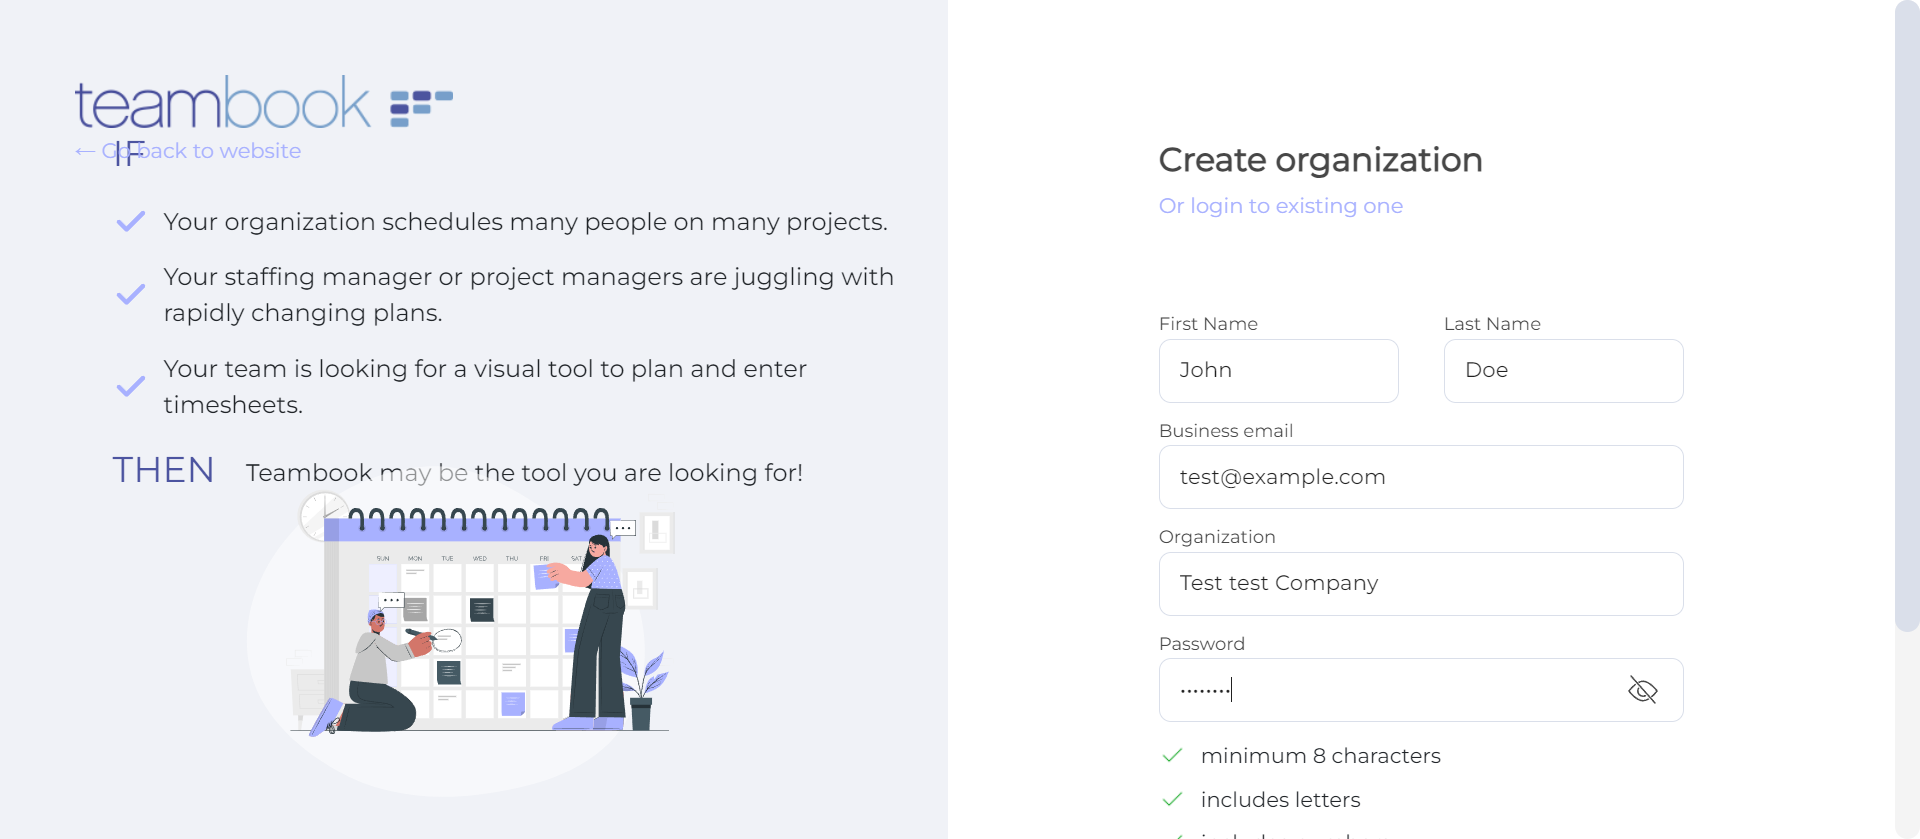 teambook
← Go back to website
IF
Your organization schedules many people on many projects.
Your staffing manager or project managers are juggling with
rapidly changing plans.
Your team is looking for a visual tool to plan and enter
timesheets.
THEN Teambook may be the tool you are looking for!
SUN MON TUE WED THU FRI SAT
Create organization
Or login to existing one
First Name Last Name
John Doe
Business email
test@example.com
Organization
Test test Company
Password
••••••••
minimum 8 characters
includes letters